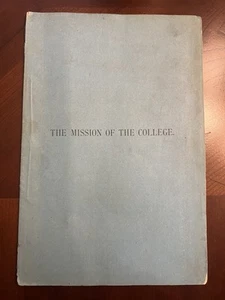 THE MISSION OF THE COLLEGE.